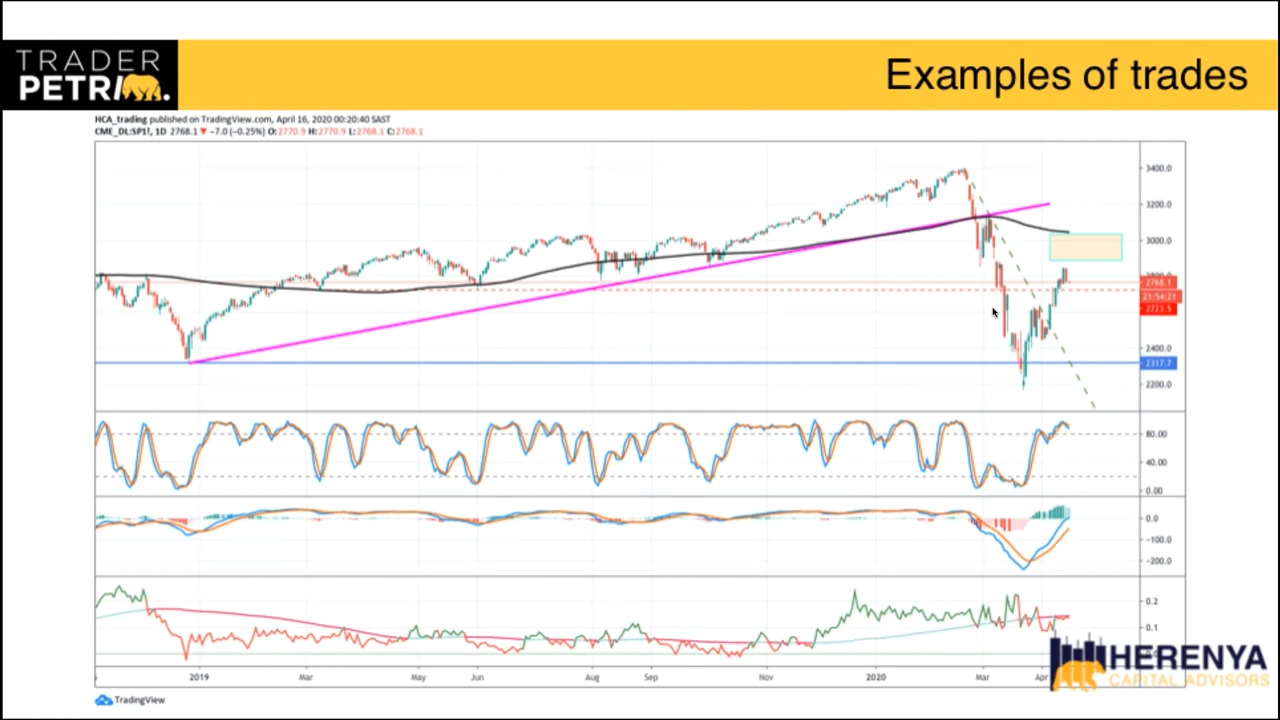 TRADER
PETRI
Examples of trades
HCA_trading published on TradingView.com, April 16, 2020 00:20:40 SAST
CME_DL:SP1!, 1D 2768.1 ▼ −7.0 (−0.25%) O:2770.9 H:2770.9 L:2768.1 C:2768.1
3400.0
3200.0
3000.0
2768.1
21:54:21
2723.5
2400.0
2317.7
2200.0
80.00
40.00
0.00
0.0
-100.0
-200.0
0.2
0.1
2019
Mar
May
Jun
Aug
Sep
Nov
2020
Mar
Apr
HERENYA
CAPITAL ADVISORS
TradingView